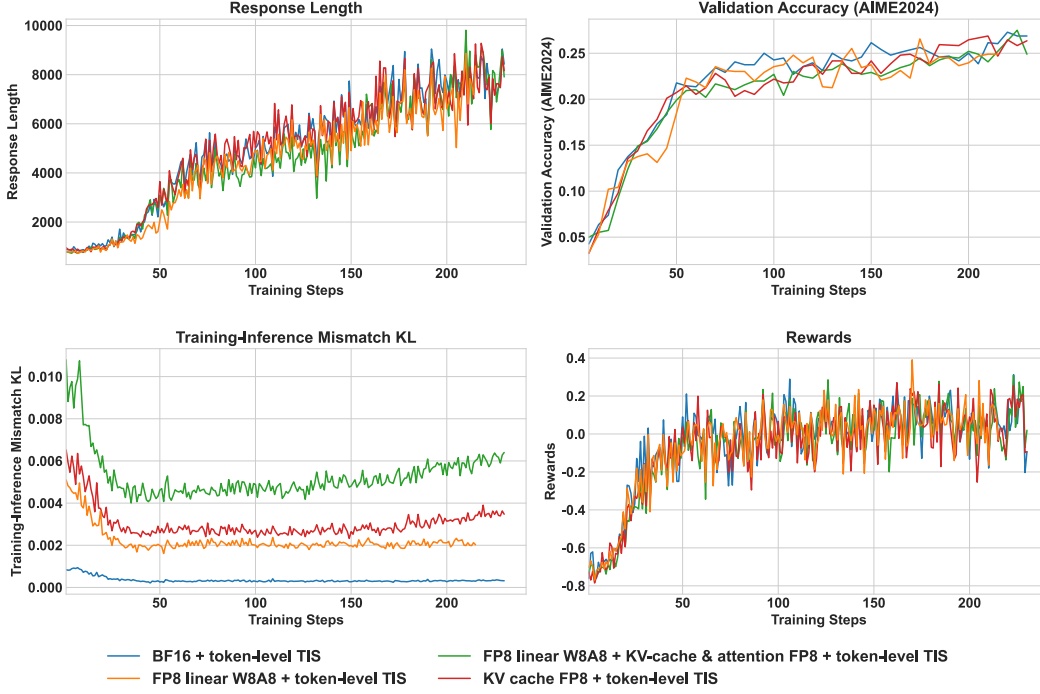 Response Length
10000
8000
6000
4000
2000
Response Length
50
100
150
200
Training Steps
Validation Accuracy (AIME2024)
0.25
0.20
0.15
0.10
0.05
Validation Accuracy (AIME2024)
50
100
150
200
Training Steps
Training-Inference Mismatch KL
0.010
0.008
0.006
0.004
0.002
0.000
Training-Inference Mismatch KL
50
100
150
200
Training Steps
Rewards
0.4
0.2
0.0
-0.2
-0.4
-0.6
-0.8
Rewards
50
100
150
200
Training Steps
BF16 + token-level TIS
FP8 linear W8A8 + token-level TIS
FP8 linear W8A8 + KV-cache & attention FP8 + token-level TIS
KV cache FP8 + token-level TIS